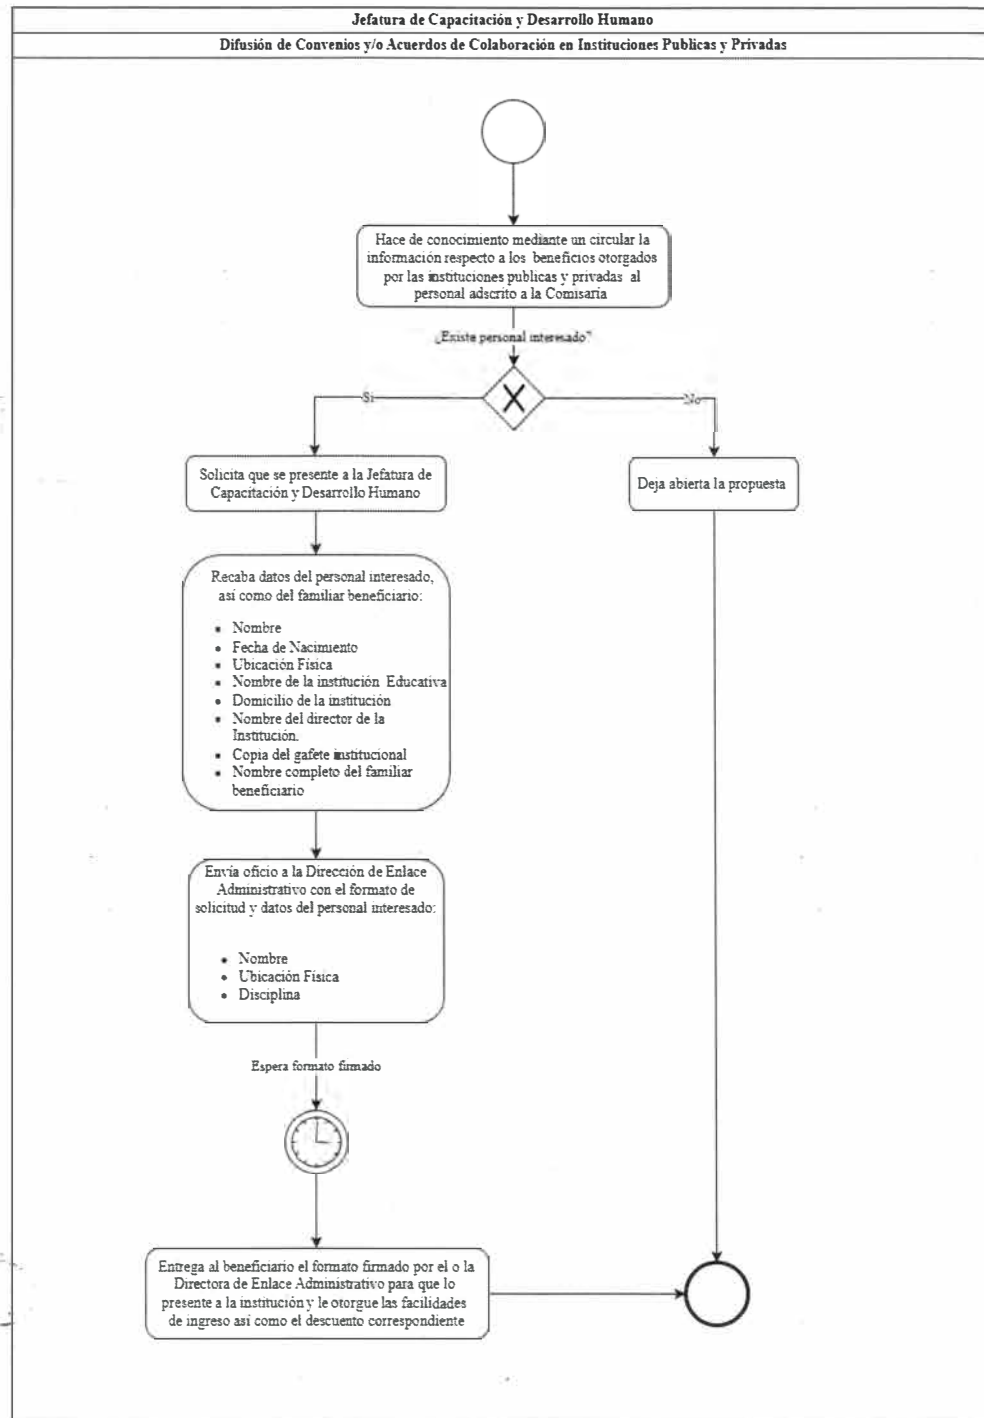 Jefatura de Capacitación y Desarrollo Humano
Difusión de Convenios y/o Acuerdos de Colaboración en Instituciones Publicas y Privadas
Hace de conocimiento mediante un circular la
información respecto a los beneficios otorgados
por las instituciones publicas y privadas al
personal adscrito a la Comisaría
¿Existe personal interesado?
Si
No
Solicita que se presente a la Jefatura de
Capacitación y Desarrollo Humano
Deja abierta la propuesta
Recaba datos del personal interesado,
así como del familiar beneficiario:
• Nombre
• Fecha de Nacimiento
• Ubicación Física
• Nombre de la institución Educativa
• Domicilio de la institución
• Nombre del director de la
Institución.
• Copia del gafete institucional
• Nombre completo del familiar
beneficiario
Envía oficio a la Dirección de Enlace
Administrativo con el formato de
solicitud y datos del personal interesado:
• Nombre
• Ubicación Física
• Disciplina
Espera formato firmado
Entrega al beneficiario el formato firmado por el o la
Directora de Enlace Administrativo para que lo
presente a la institución y le otorgue las facilidades
de ingreso así como el descuento correspondiente